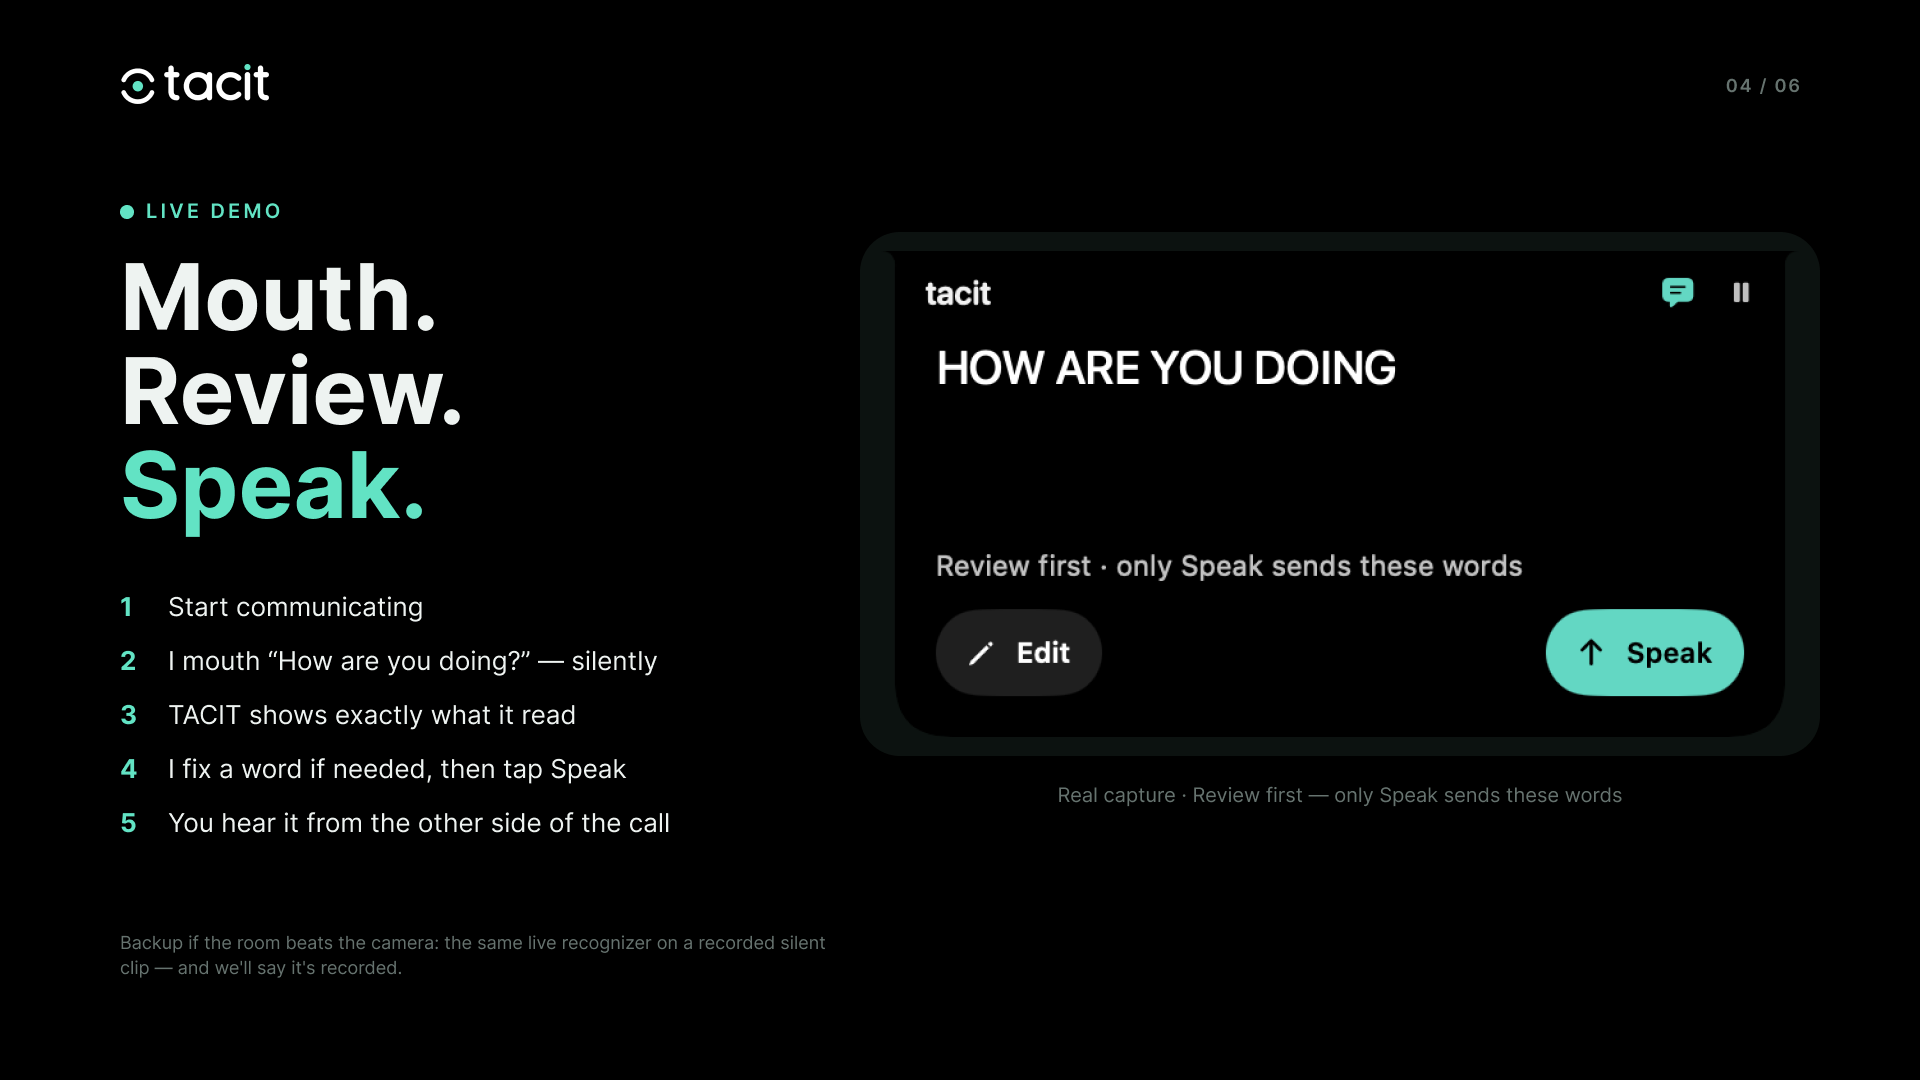 tacit
04 / 06
LIVE DEMO
Mouth.
Review.
Speak.
1 Start communicating
2 I mouth “How are you doing?” — silently
3 TACIT shows exactly what it read
4 I fix a word if needed, then tap Speak
5 You hear it from the other side of the call
Backup if the room beats the camera: the same live recognizer on a recorded silent
clip — and we'll say it's recorded.
tacit
HOW ARE YOU DOING
Review first · only Speak sends these words
Edit
Speak
Real capture · Review first — only Speak sends these words